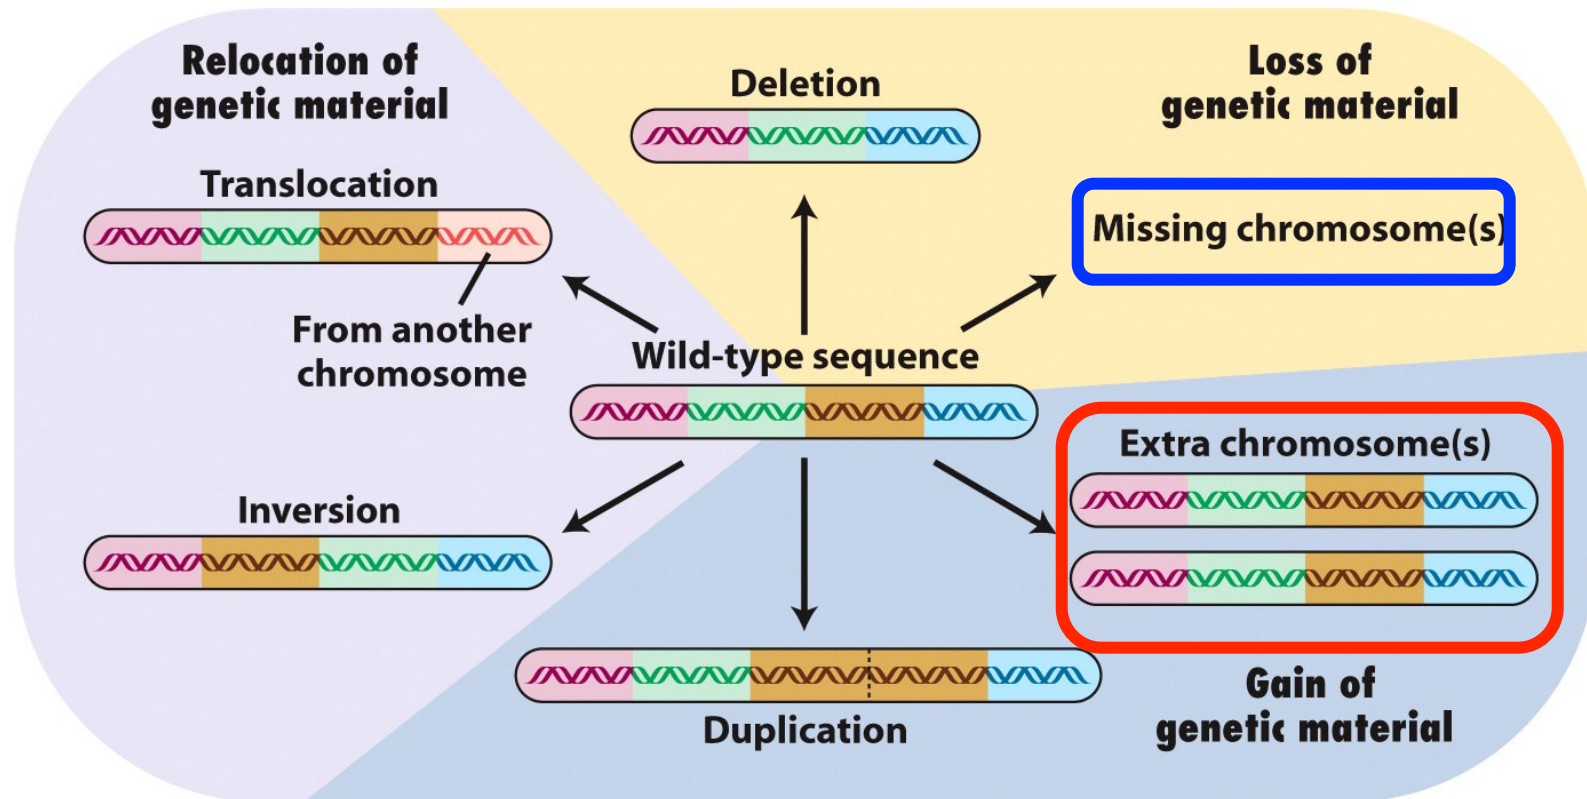 Relocation of
genetic material
Translocation
From another
chromosome
Inversion
Deletion
Loss of
genetic material
Missing chromosome(s)
Wild-type sequence
Extra chromosome(s)
Gain of
genetic material
Duplication